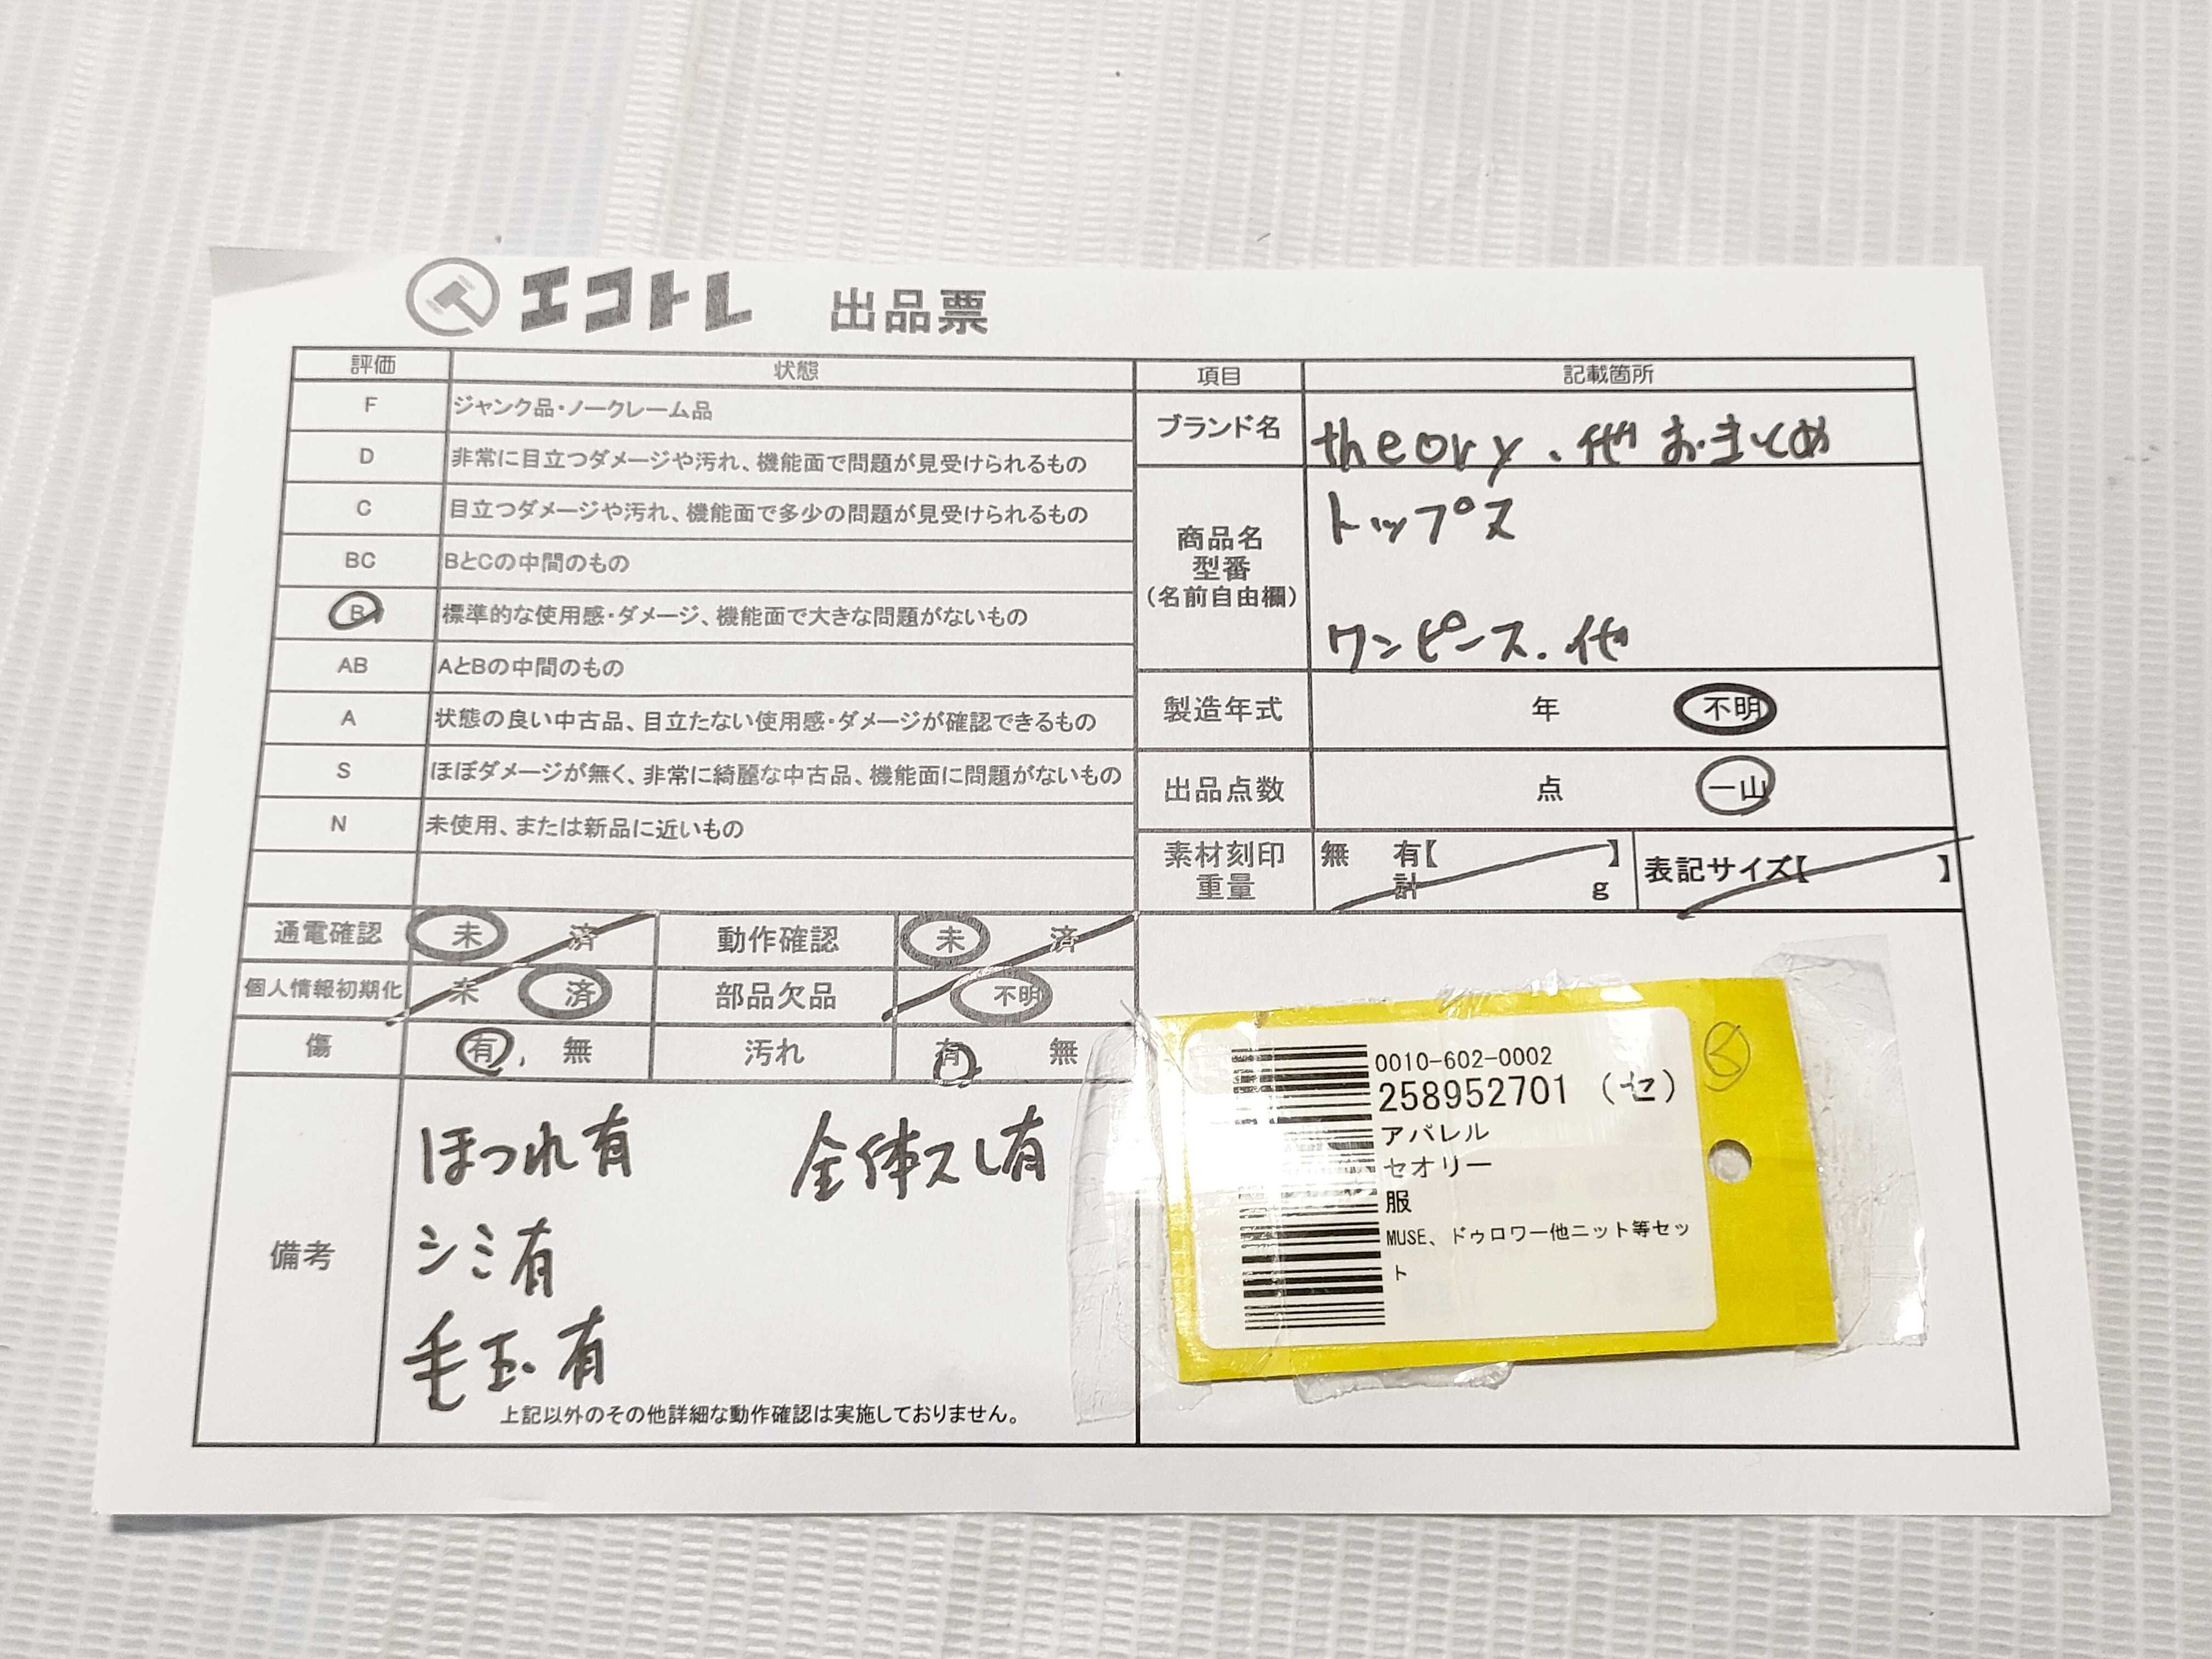 エコトレ 出品票
評価 状態
F ジャンク品・ノークレーム品
D 非常に目立つダメージや汚れ、機能面で問題が見受けられるもの
C 目立つダメージや汚れ、機能面で多少の問題が見受けられるもの
BC BとCの中間のもの
B 標準的な使用感・ダメージ、機能面で大きな問題がないもの
AB AとBの中間のもの
A 状態の良い中古品、目立たない使用感・ダメージが確認できるもの
S ほぼダメージが無く、非常に綺麗な中古品、機能面に問題がないもの
N 未使用、または新品に近いもの
項目 記載箇所
ブランド名 theory.他おまとめ
商品名
型番
(名前自由欄)
トップス
ワンピース.他
製造年式 年 不明
出品点数 点 一山
素材刻印 無 有【 】
重量 計 g
表記サイズ【 】
通電確認 未 済 動作確認 未 済
個人情報初期化 未 済 部品欠品 不明
傷 有 . 無 汚れ 有 無
備考
ほつれ有 全体スレ有
シミ有
毛玉有
上記以外のその他詳細な動作確認は実施しておりません。
0010-602-0002
258952701 (セ)
アパレル
セオリー
服
MUSE、ドゥロワー他ニット等セッ
ト